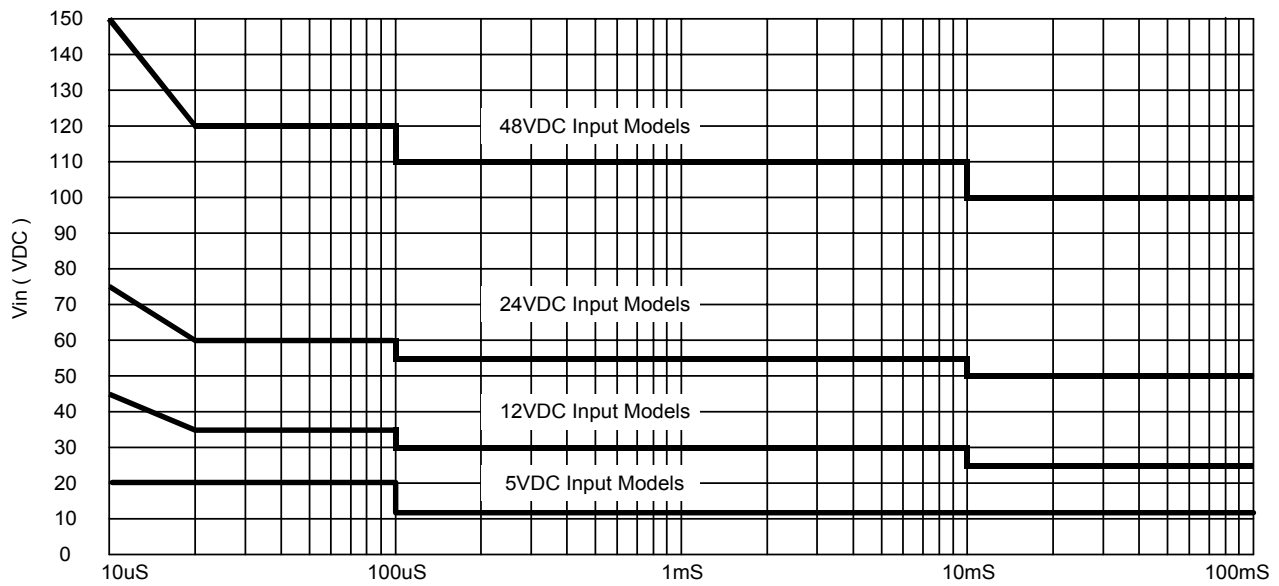 150
140
130
120
110
100
90
80
70
60
50
40
30
20
10
0
Vin ( VDC )
48VDC Input Models
24VDC Input Models
12VDC Input Models
5VDC Input Models
10uS 100uS 1mS 10mS 100mS